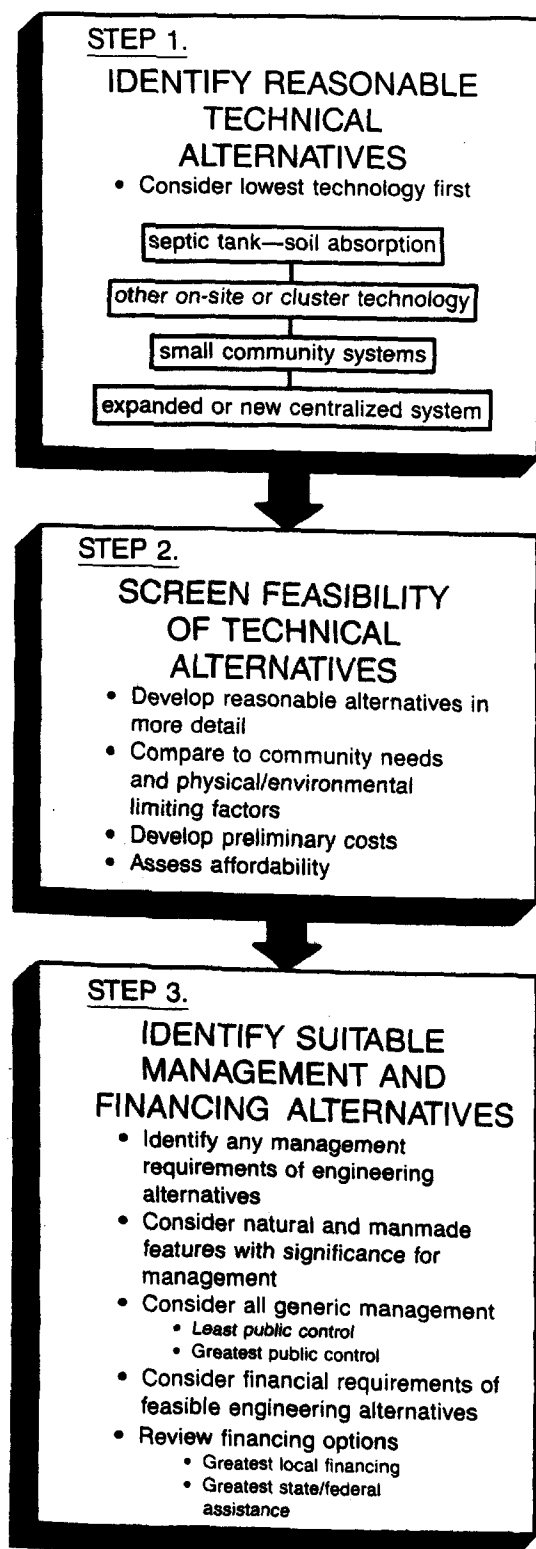 STEP 1.
IDENTIFY REASONABLE
TECHNICAL
ALTERNATIVES
• Consider lowest technology first
septic tank—soil absorption
other on-site or cluster technology
small community systems
expanded or new centralized system
STEP 2.
SCREEN FEASIBILITY
OF TECHNICAL
ALTERNATIVES
• Develop reasonable alternatives in
more detail
• Compare to community needs
and physical/environmental
limiting factors
• Develop preliminary costs
• Assess affordability
STEP 3.
IDENTIFY SUITABLE
MANAGEMENT AND
FINANCING ALTERNATIVES
• Identify any management
requirements of engineering
alternatives
• Consider natural and manmade
features with significance for
management
• Consider all generic management
• Least public control
• Greatest public control
• Consider financial requirements of
feasible engineering alternatives
• Review financing options
• Greatest local financing
• Greatest state/federal
assistance